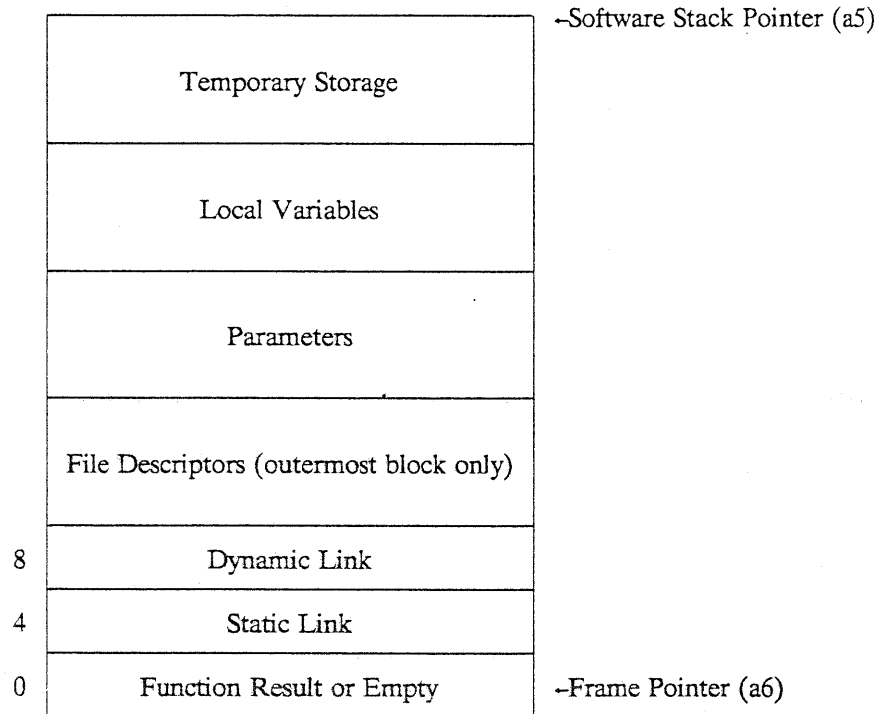 ←Software Stack Pointer (a5)
Temporary Storage
Local Variables
Parameters
File Descriptors (outermost block only)
8 Dynamic Link
4 Static Link
0 Function Result or Empty ←Frame Pointer (a6)